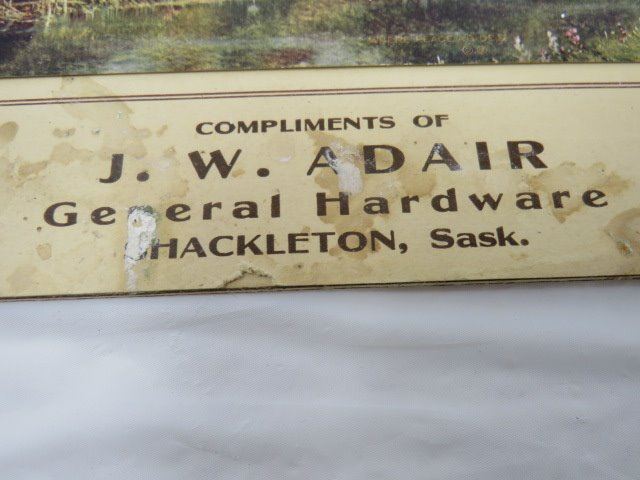 COMPLIMENTS OF
J. W. ADAIR
General Hardware
SHACKLETON, Sask.